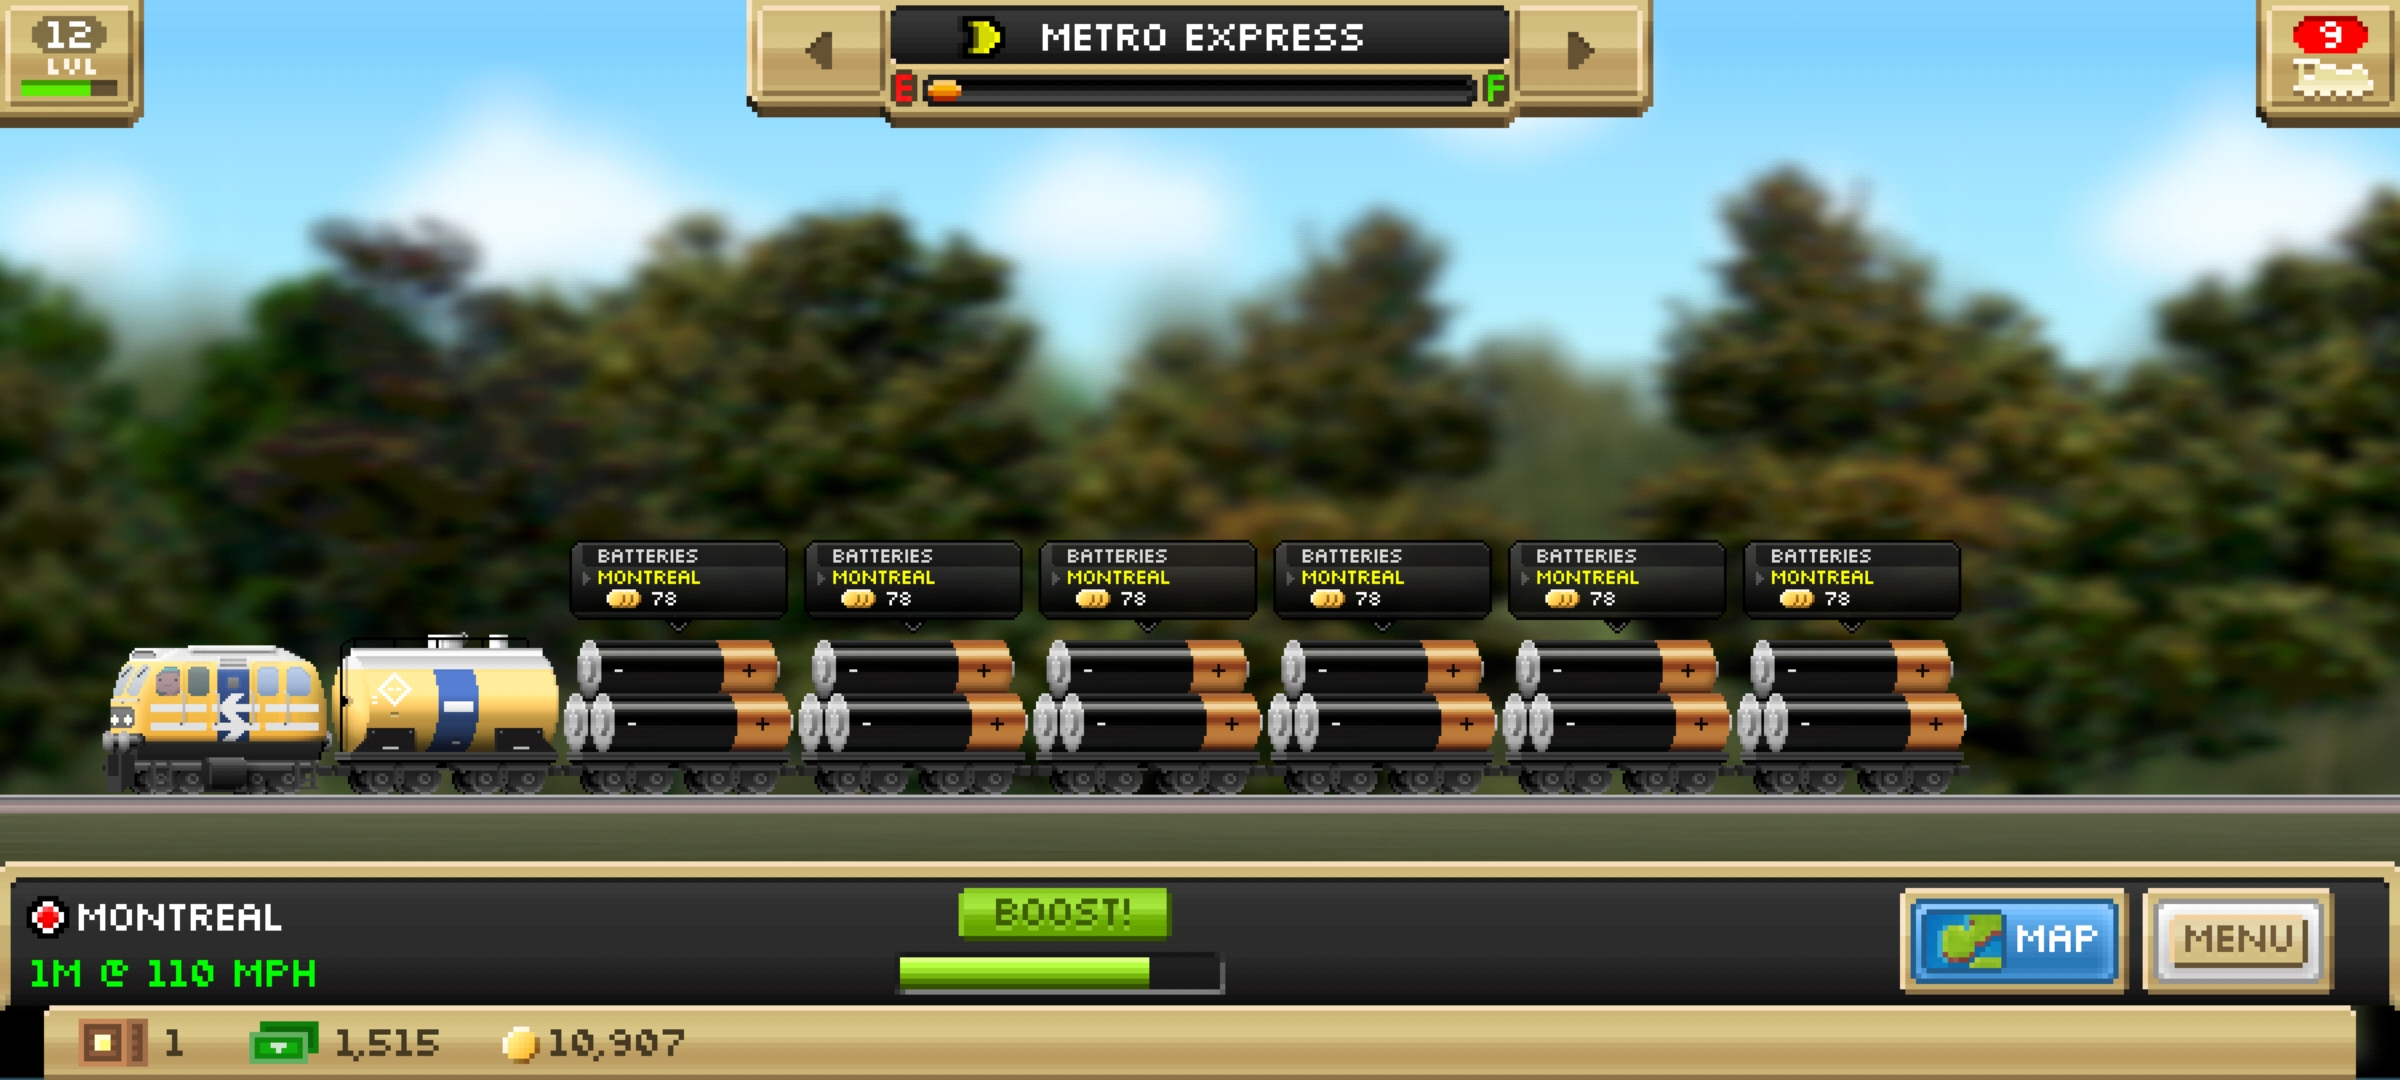 12
LVL
METRO EXPRESS
E F
9
BATTERIES
MONTREAL
78
BATTERIES
MONTREAL
78
BATTERIES
MONTREAL
78
BATTERIES
MONTREAL
78
BATTERIES
MONTREAL
78
BATTERIES
MONTREAL
78
- +
- +
- +
- +
- +
- +
- +
- +
- +
- +
- +
- +
MONTREAL
1M @ 110 MPH
BOOST!
MAP
MENU
1
1,515
10,907